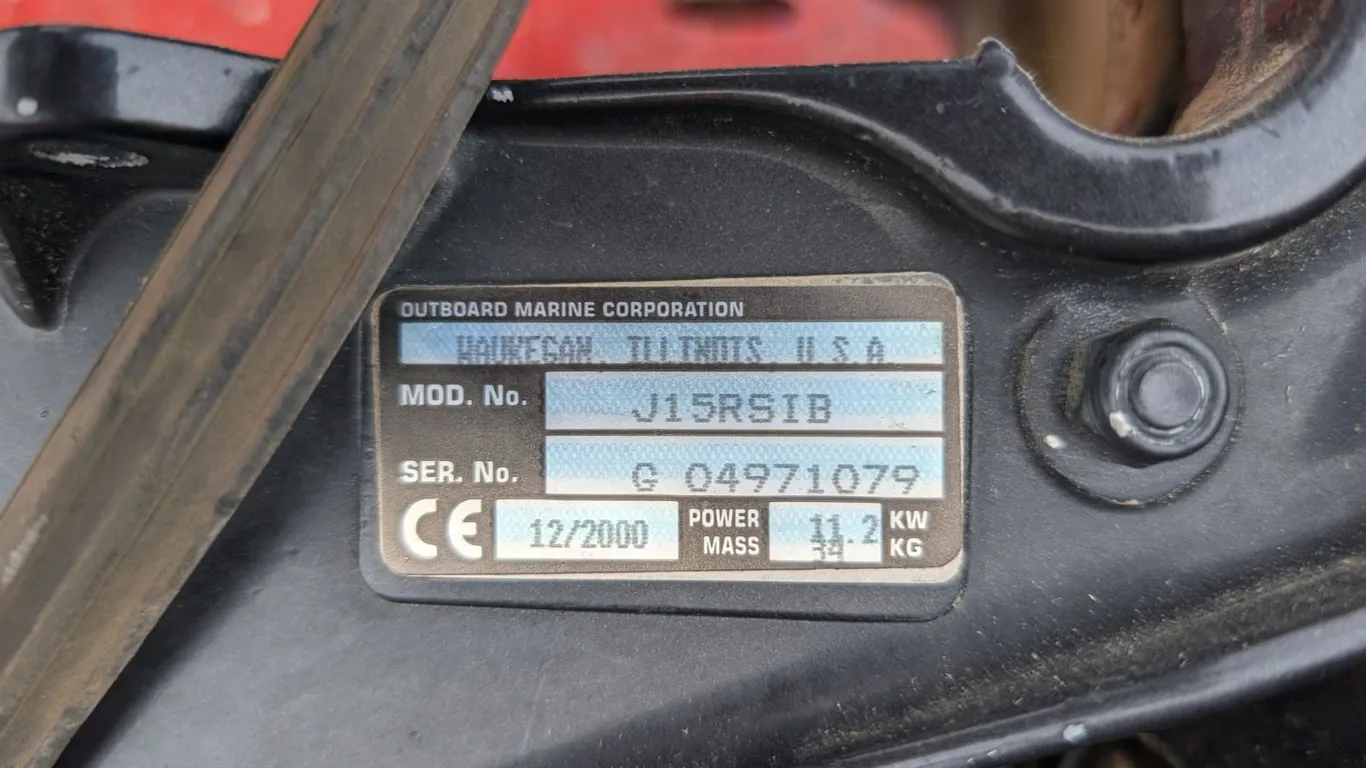 OUTBOARD MARINE CORPORATION
WAUKEGAN, ILLINOIS, U.S.A
MOD. No. J15RSIB
SER. No. G 04971079
CE 12/2000 POWER 11.2 KW
MASS 34 KG